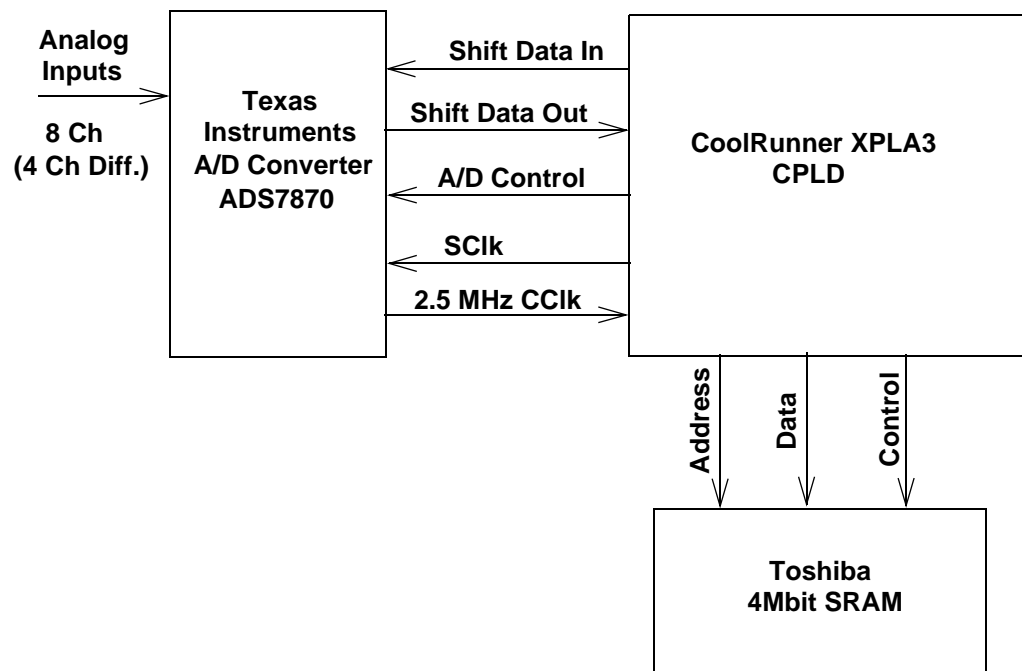 Analog
Inputs
8 Ch
(4 Ch Diff.)
Texas
Instruments
A/D Converter
ADS7870
Shift Data In
Shift Data Out
A/D Control
SClk
2.5 MHz CClk
CoolRunner XPLA3
CPLD
Address
Data
Control
Toshiba
4Mbit SRAM